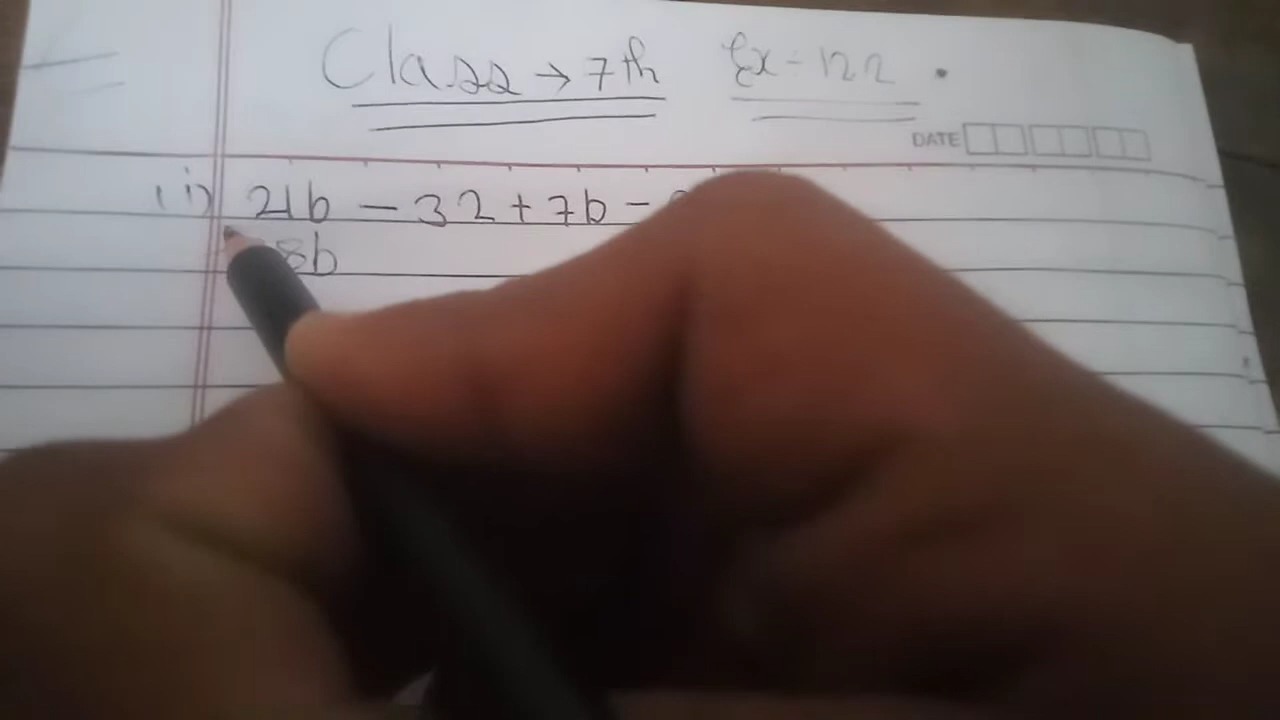 Class → 7th Ex - 12.2
DATE
(i) 21b - 32 + 7b -
8b